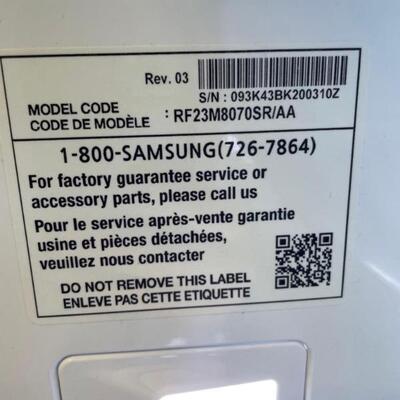 Rev. 03
S/N : 093K43BK200310Z
MODEL CODE
CODE DE MODÈLE : RF23M8070SR/AA
1-800-SAMSUNG(726-7864)
For factory guarantee service or
accessory parts, please call us
Pour le service après-vente garantie
usine et pièces détachées,
veuillez nous contacter
DO NOT REMOVE THIS LABEL
ENLEVE PAS CETTE ETIQUETTE